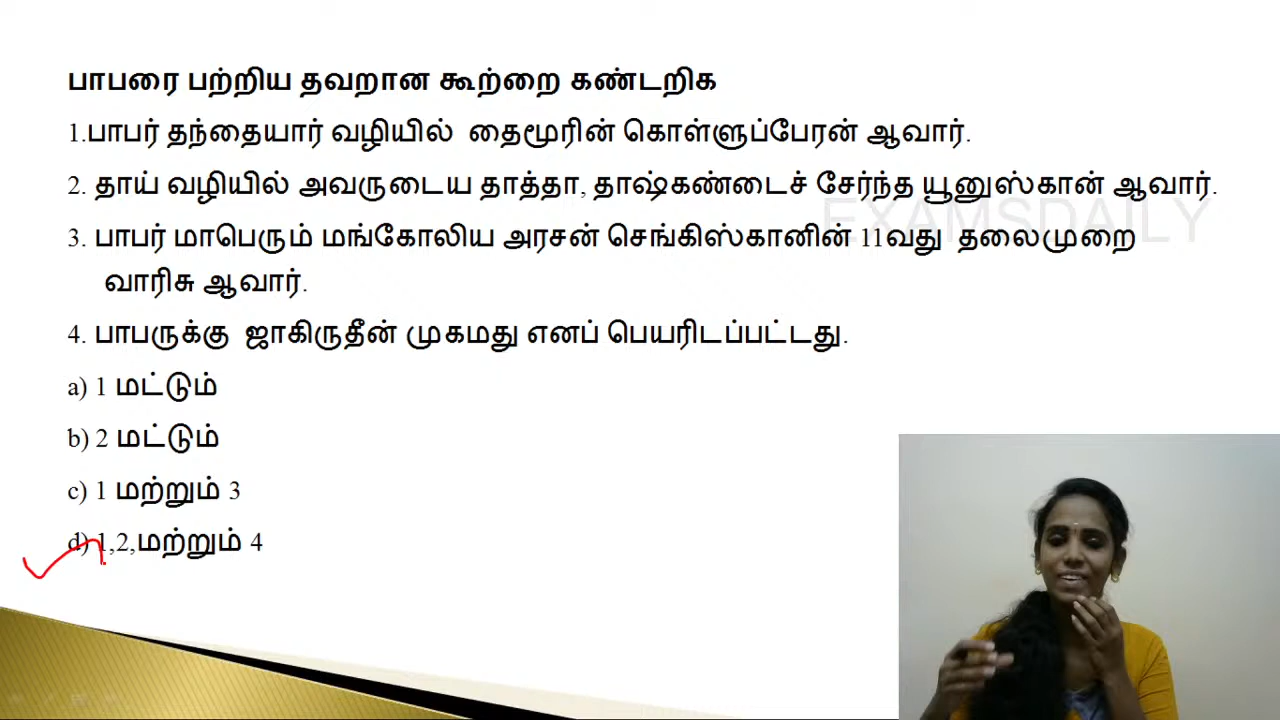 பாபரை பற்றிய தவறான கூற்றை கண்டறிக
1.பாபர் தந்தையார் வழியில் தைமூரின் கொள்ளுப்பேரன் ஆவார்.
2. தாய் வழியில் அவருடைய தாத்தா, தாஷ்கண்டைச் சேர்ந்த யூனுஸ்கான் ஆவார்.
EXAMSDAILY
3. பாபர் மாபெரும் மங்கோலிய அரசன் செங்கிஸ்கானின் 11வது தலைமுறை
வாரிசு ஆவார்.
4. பாபருக்கு ஜாகிருதீன் முகமது எனப் பெயரிடப்பட்டது.
a) 1 மட்டும்
b) 2 மட்டும்
c) 1 மற்றும் 3
d) 1,2,மற்றும் 4